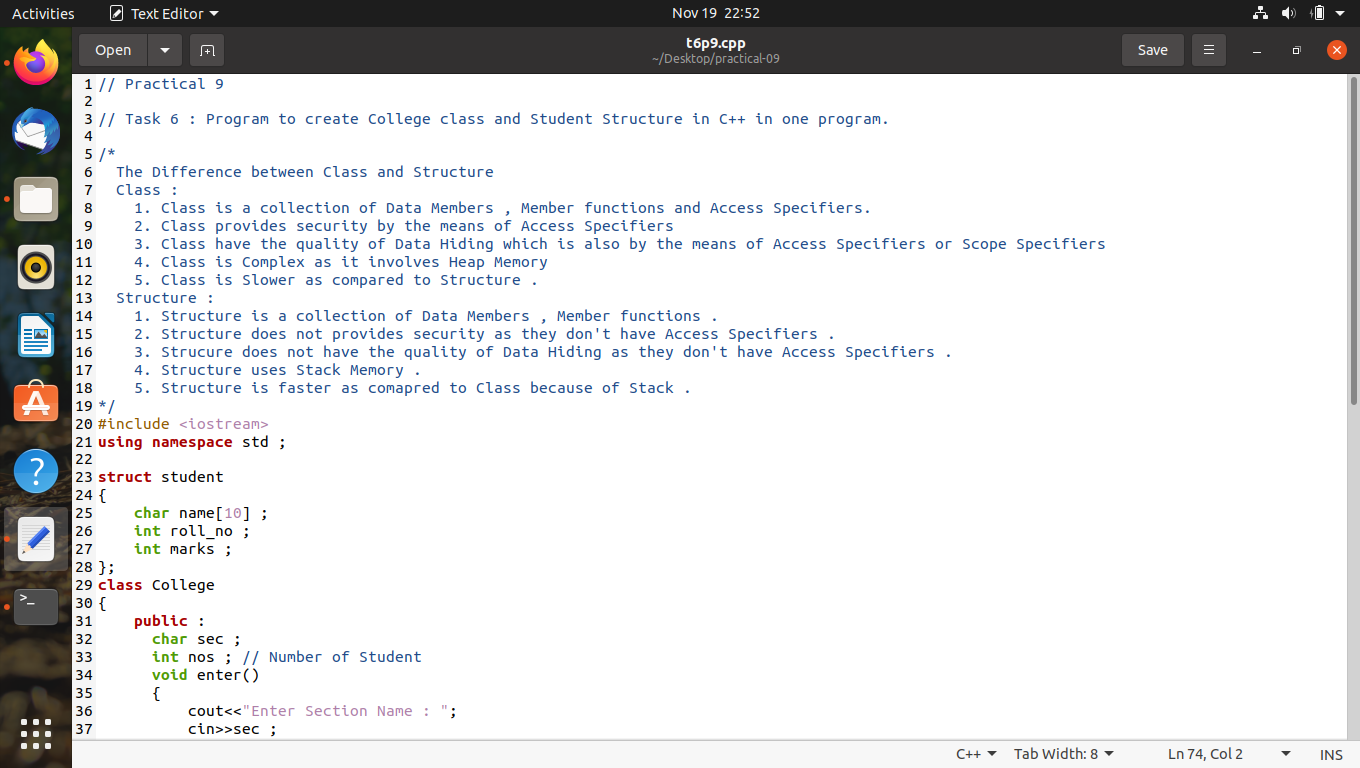 Activities
Text Editor
Nov 19 22:52
Open
t6p9.cpp
~/Desktop/practical-09
Save
1 // Practical 9
2
3 // Task 6 : Program to create College class and Student Structure in C++ in one program.
4
5 /*
6 The Difference between Class and Structure
7 Class :
8 1. Class is a collection of Data Members , Member functions and Access Specifiers.
9 2. Class provides security by the means of Access Specifiers
10 3. Class have the quality of Data Hiding which is also by the means of Access Specifiers or Scope Specifiers
11 4. Class is Complex as it involves Heap Memory
12 5. Class is Slower as compared to Structure .
13 Structure :
14 1. Structure is a collection of Data Members , Member functions .
15 2. Structure does not provides security as they don't have Access Specifiers .
16 3. Strucure does not have the quality of Data Hiding as they don't have Access Specifiers .
17 4. Structure uses Stack Memory .
18 5. Structure is faster as comapred to Class because of Stack .
19 */
20 #include <iostream>
21 using namespace std ;
22
23 struct student
24 {
25 char name[10] ;
26 int roll_no ;
27 int marks ;
28 };
29 class College
30 {
31 public :
32 char sec ;
33 int nos ; // Number of Student
34 void enter()
35 {
36 cout<<"Enter Section Name : ";
37 cin>>sec ;
C++
Tab Width: 8
Ln 74, Col 2
INS